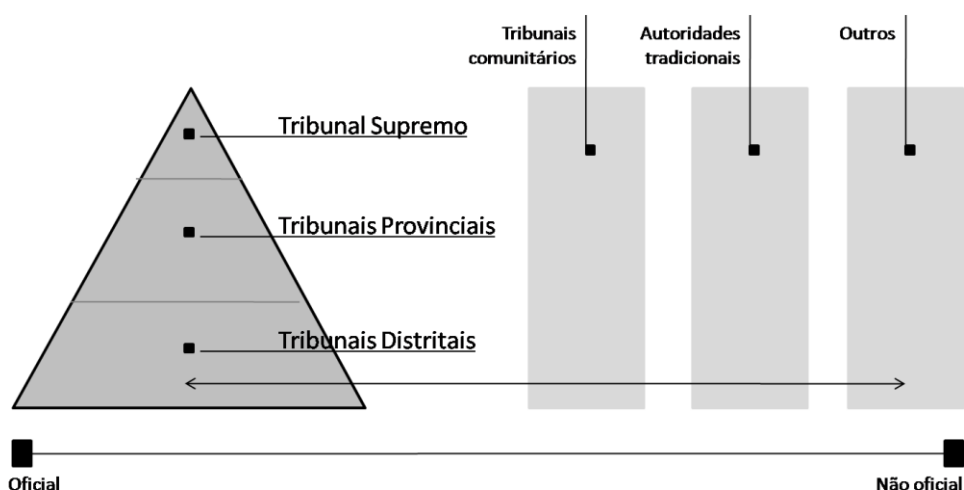 Tribunais
comunitários
Autoridades
tradicionais
Outros
Tribunal Supremo
Tribunais Provinciais
Tribunais Distritais
Oficial
Não oficial